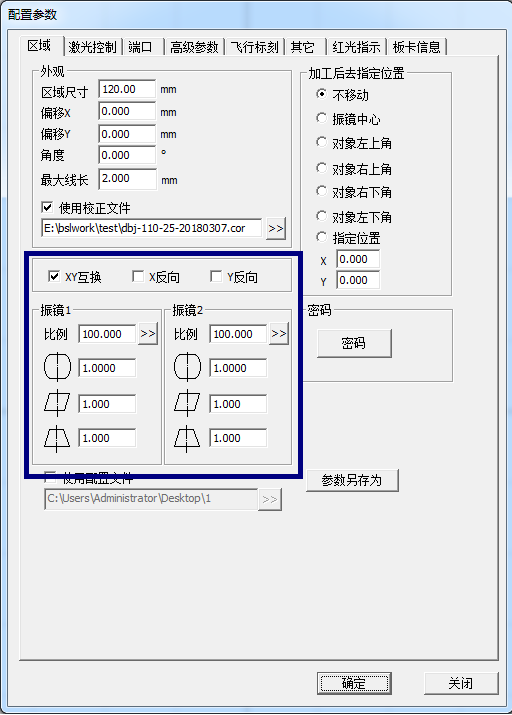 配置参数
区域 激光控制 端口 高级参数 飞行标刻 其它 红光指示 板卡信息
外观
区域尺寸 120.00 mm
偏移X 0.000 mm
偏移Y 0.000 mm
角度 0.000 °
最大线长 2.000 mm
使用校正文件
E:\bslwork\test\dbj-110-25-20180307.cor >>
加工后去指定位置
不移动
振镜中心
对象左上角
对象右上角
对象右下角
对象左下角
指定位置
X 0.000
Y 0.000
XY互换 X反向 Y反向
振镜1
比例 100.000 >>
1.0000
1.000
1.000
振镜2
比例 100.000 >>
1.0000
1.000
1.000
密码
密码
使用配置文件
C:\Users\Administrator\Desktop\1 >>
参数另存为
确定 关闭